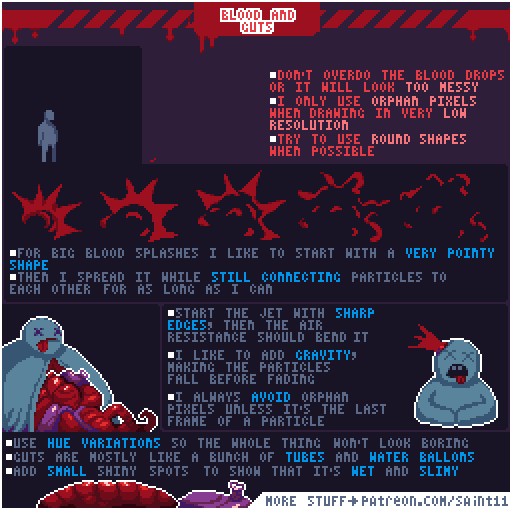 BLOOD AND
GUTS
DON'T OVERDO THE BLOOD DROPS
OR IT WILL LOOK TOO MESSY
I ONLY USE ORPHAN PIXELS
WHEN DRAWING IN VERY LOW
RESOLUTION
TRY TO USE ROUND SHAPES
WHEN POSSIBLE
FOR BIG BLOOD SPLASHES I LIKE TO START WITH A VERY POINTY
SHAPE
THEN I SPREAD IT WHILE STILL CONNECTING PARTICLES TO
EACH OTHER FOR AS LONG AS I CAN
START THE JET WITH SHARP
EDGES, THEN THE AIR
RESISTANCE SHOULD BEND IT
I LIKE TO ADD GRAVITY,
MAKING THE PARTICLES
FALL BEFORE FADING
I ALWAYS AVOID ORPHAN
PIXELS UNLESS IT'S THE LAST
FRAME OF A PARTICLE
USE HUE VARIATIONS SO THE WHOLE THING WON'T LOOK BORING
GUTS ARE MOSTLY LIKE A BUNCH OF TUBES AND WATER BALLONS
ADD SMALL SHINY SPOTS TO SHOW THAT IT'S WET AND SLIMY
MORE STUFF→PATREON.COM/SAINT11